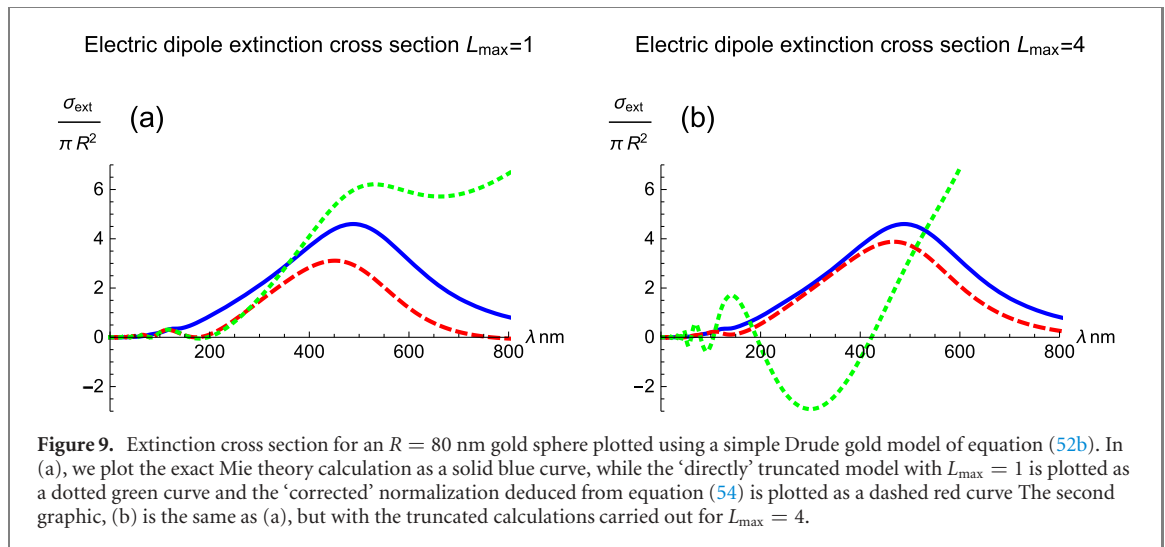 Electric dipole extinction cross section Lmax=1
Electric dipole extinction cross section Lmax=4
σext
π R²
(a)
6
4
2
0
−2
200
400
600
800
λ nm
σext
π R²
(b)
6
4
2
0
−2
200
400
600
800
λ nm
Figure 9. Extinction cross section for an R = 80 nm gold sphere plotted using a simple Drude gold model of equation (52b). In
(a), we plot the exact Mie theory calculation as a solid blue curve, while the ‘directly’ truncated model with Lmax = 1 is plotted as
a dotted green curve and the ‘corrected’ normalization deduced from equation (54) is plotted as a dashed red curve The second
graphic, (b) is the same as (a), but with the truncated calculations carried out for Lmax = 4.